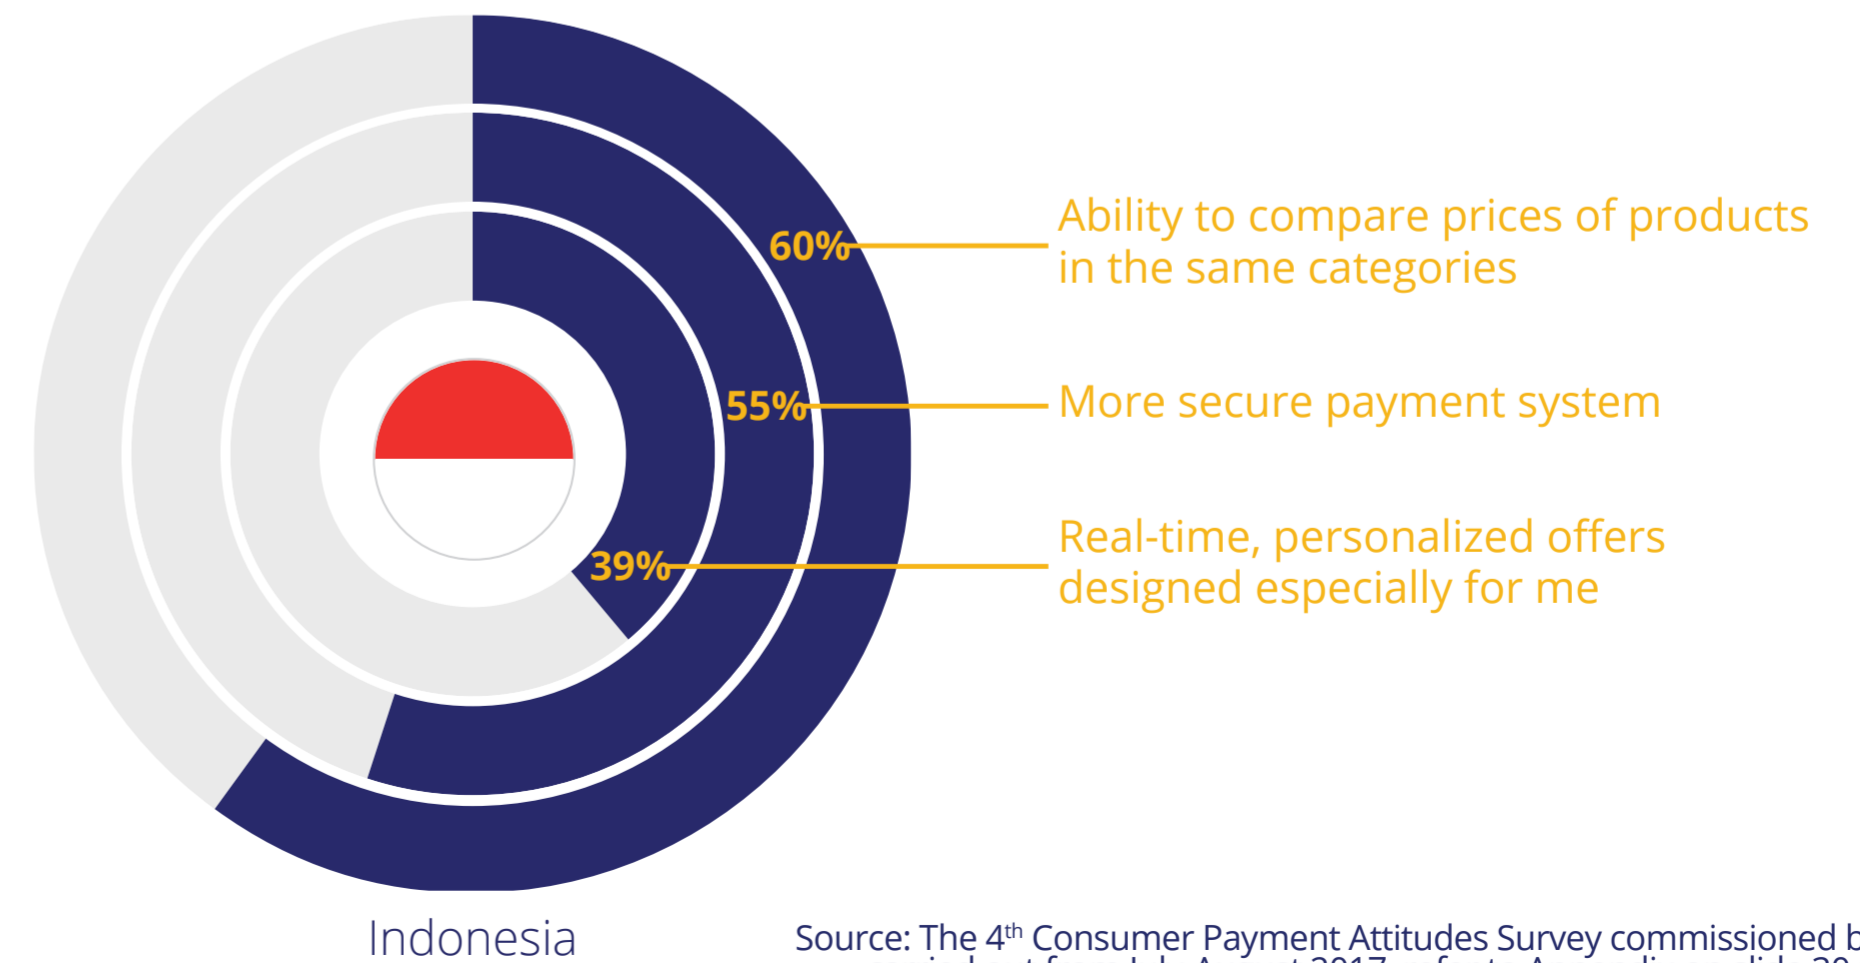 60%
Ability to compare prices of products
in the same categories
55%
More secure payment system
39%
Real-time, personalized offers
designed especially for me
Indonesia
Source: The 4th Consumer Payment Attitudes Survey commissioned